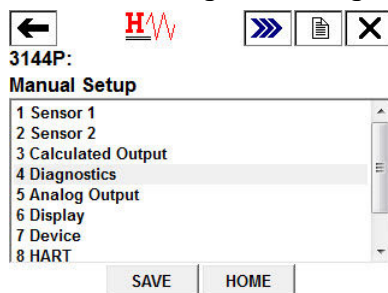 H
3144P:
Manual Setup
1 Sensor 1
2 Sensor 2
3 Calculated Output
4 Diagnostics
5 Analog Output
6 Display
7 Device
8 HART
SAVE HOME